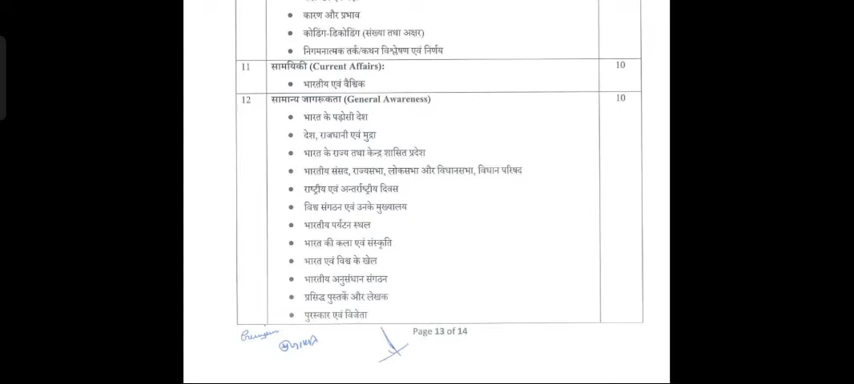 कारण और प्रभाव
कोडिंग-डिकोडिंग (संख्या तथा अक्षर)
निगमनात्मक तर्क/कथन विश्लेषण एवं निर्णय
11 सामयिकी (Current Affairs): 10
भारतीय एवं वैश्विक
12 सामान्य जागरूकता (General Awareness) 10
भारत के पड़ोसी देश
देश, राजधानी एवं मुद्रा
भारत के राज्य तथा केन्द्र शासित प्रदेश
भारतीय संसद, राज्यसभा, लोकसभा और विधानसभा, विधान परिषद
राष्ट्रीय एवं अन्तर्राष्ट्रीय दिवस
विश्व संगठन एवं उनके मुख्यालय
भारतीय पर्यटन स्थल
भारत की कला एवं संस्कृति
भारत एवं विश्व के खेल
भारतीय अनुसंधान संगठन
प्रसिद्ध पुस्तकें और लेखक
पुरस्कार एवं विजेता
Page 13 of 14